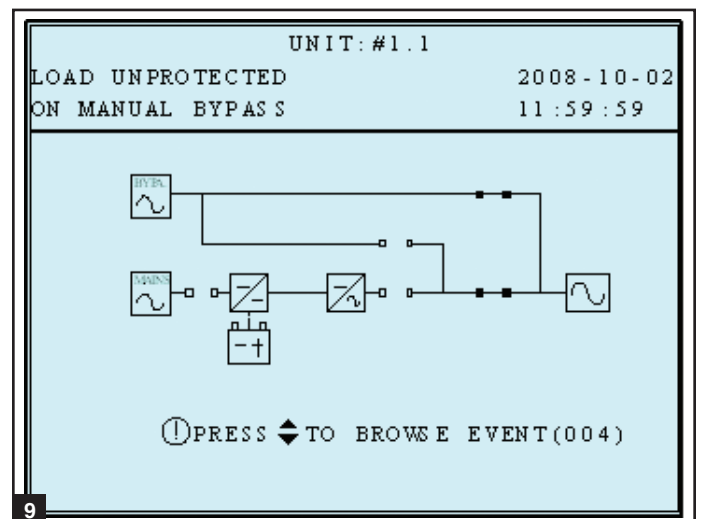 UNIT:#1.1
LOAD UNPROTECTED 2008-10-02
ON MANUAL BYPASS 11:59:59
BYPA.
MAINS
PRESS TO BROWSE EVENT(004)
9